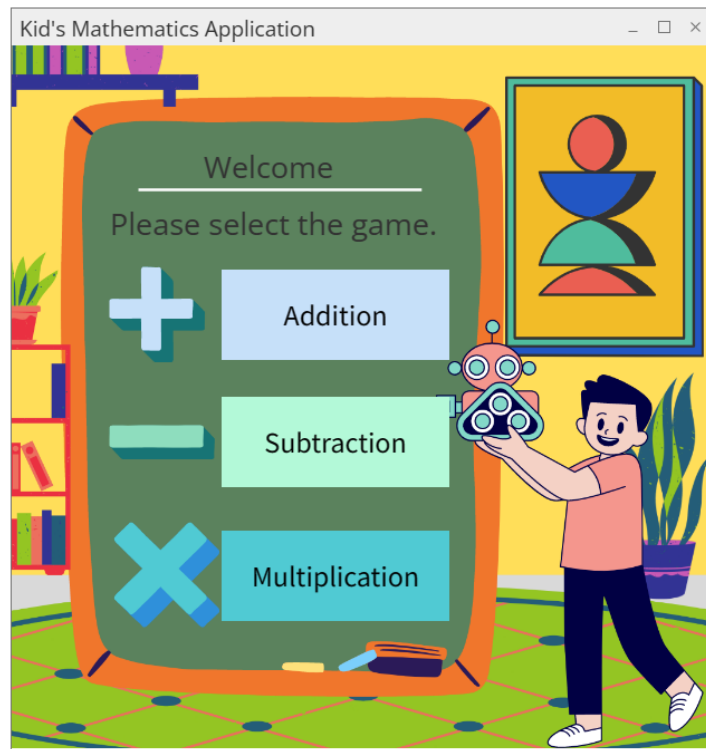 Kid's Mathematics Application
Welcome
Please select the game.
Addition
Subtraction
Multiplication